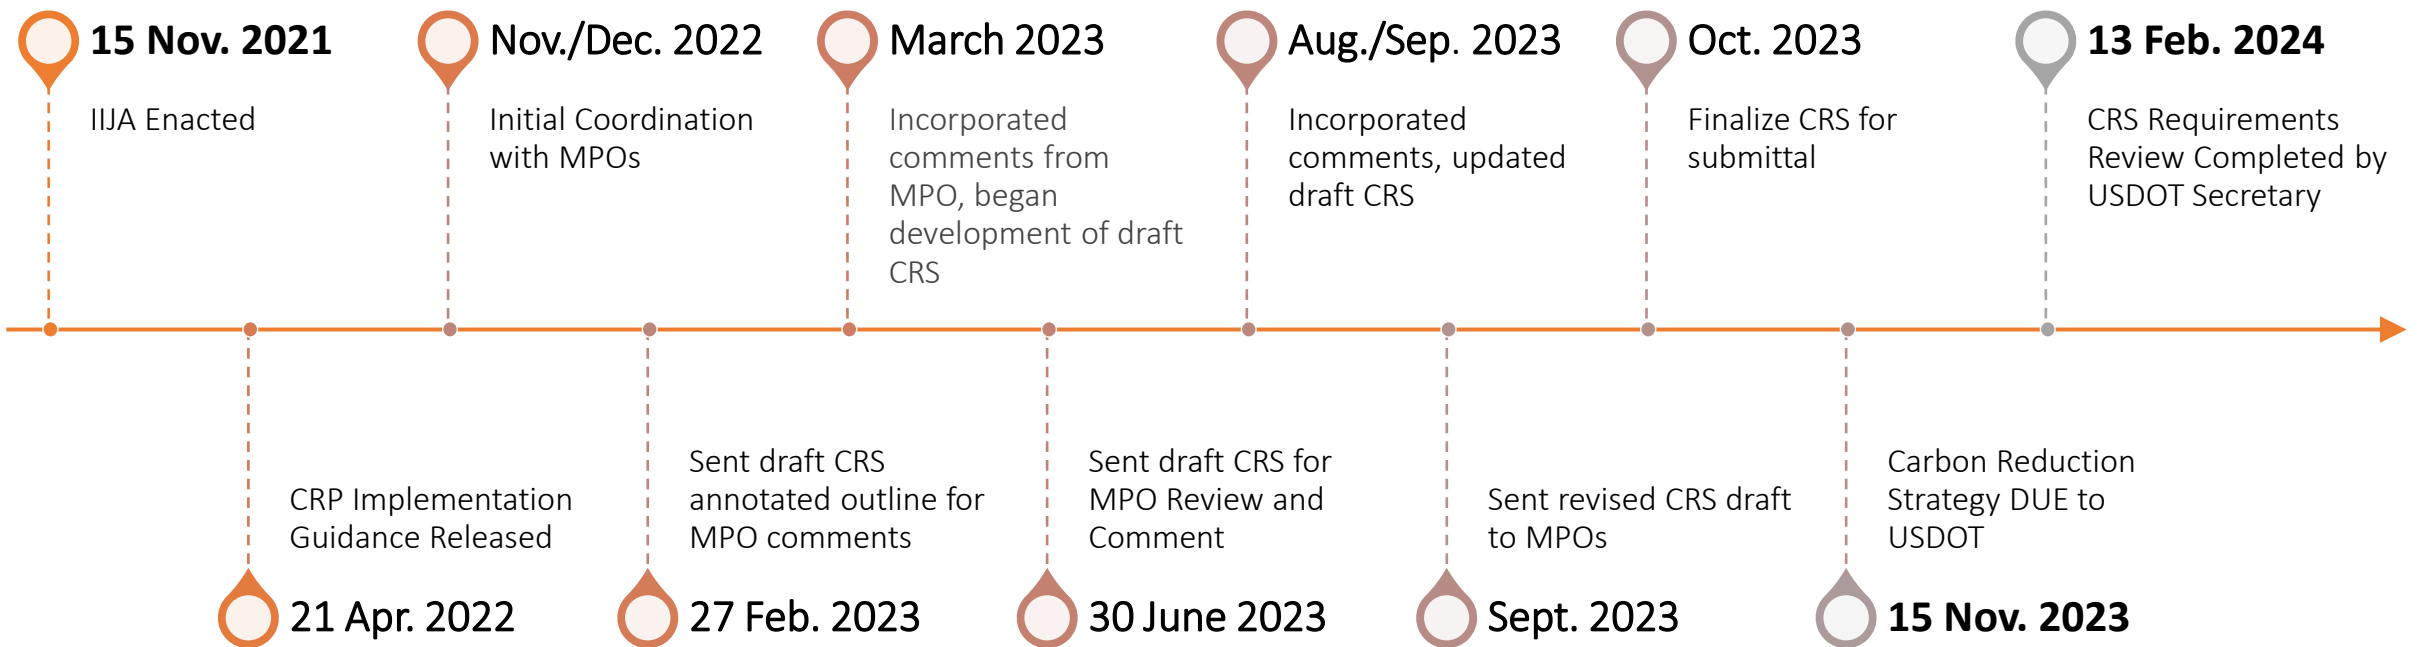 15 Nov. 2021
IIJA Enacted
21 Apr. 2022
CRP Implementation
Guidance Released
Nov./Dec. 2022
Initial Coordination
with MPOs
27 Feb. 2023
Sent draft CRS
annotated outline for
MPO comments
March 2023
Incorporated
comments from
MPO, began
development of draft
CRS
30 June 2023
Sent draft CRS for
MPO Review and
Comment
Aug./Sep. 2023
Incorporated
comments, updated
draft CRS
Sept. 2023
Sent revised CRS draft
to MPOs
Oct. 2023
Finalize CRS for
submittal
15 Nov. 2023
Carbon Reduction
Strategy DUE to
USDOT
13 Feb. 2024
CRS Requirements
Review Completed by
USDOT Secretary